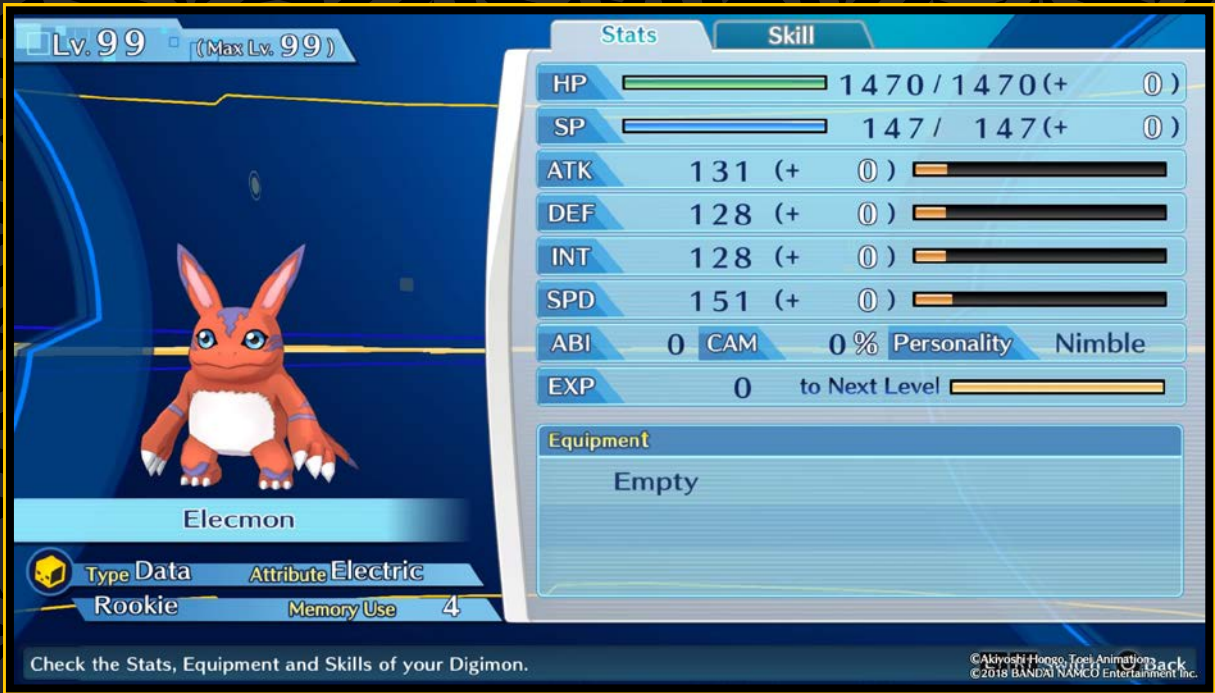 Lv. 99 (Max Lv. 99)
Stats Skill
HP 1470/1470(+ 0)
SP 147/ 147(+ 0)
ATK 131 (+ 0)
DEF 128 (+ 0)
INT 128 (+ 0)
SPD 151 (+ 0)
ABI 0 CAM 0% Personality Nimble
EXP 0 to Next Level
Equipment
Empty
Elecmon
Type Data Attribute Electric
Rookie Memory Use 4
Check the Stats, Equipment and Skills of your Digimon.
Switch Back
©Akiyoshi Hongo, Toei Animation
©2018 BANDAI NAMCO Entertainment Inc.